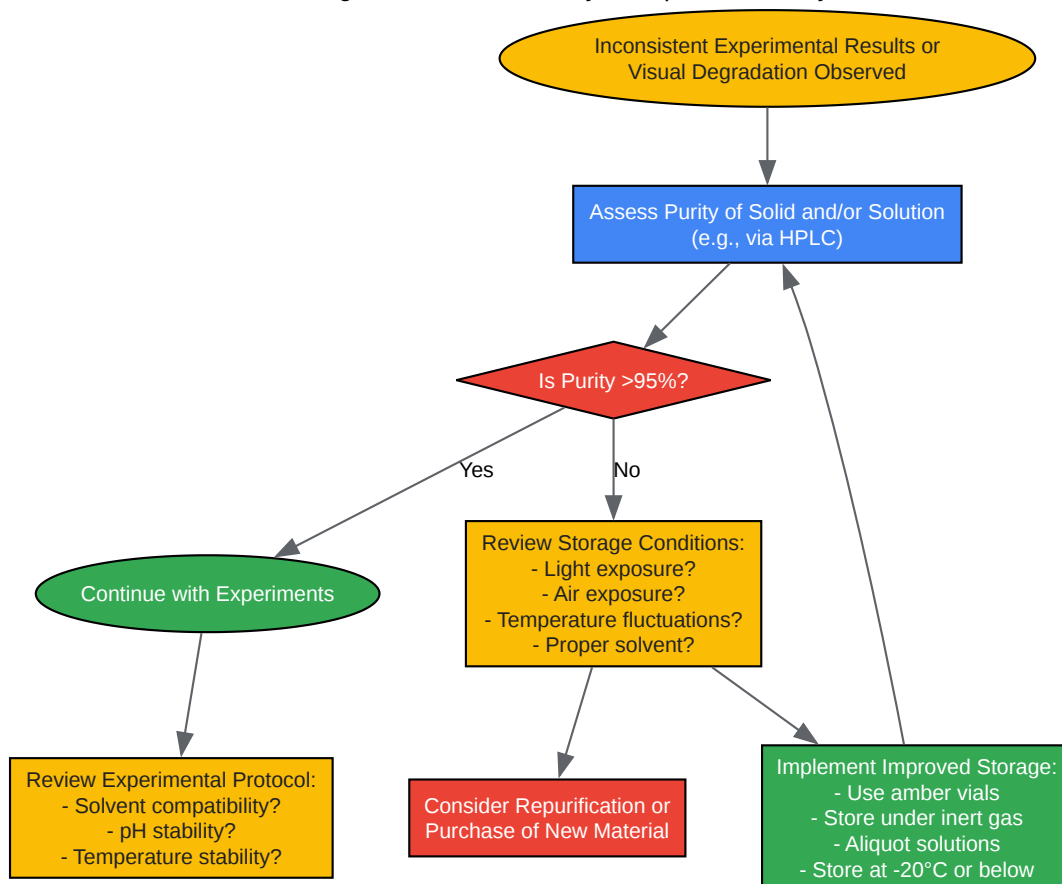 Inconsistent Experimental Results or
Visual Degradation Observed
Assess Purity of Solid and/or Solution
(e.g., via HPLC)
Is Purity >95%?
Yes
No
Continue with Experiments
Review Storage Conditions:
- Light exposure?
- Air exposure?
- Temperature fluctuations?
- Proper solvent?
Review Experimental Protocol:
- Solvent compatibility?
- pH stability?
- Temperature stability?
Consider Repurification or
Purchase of New Material
Implement Improved Storage:
- Use amber vials
- Store under inert gas
- Aliquot solutions
- Store at -20°C or below